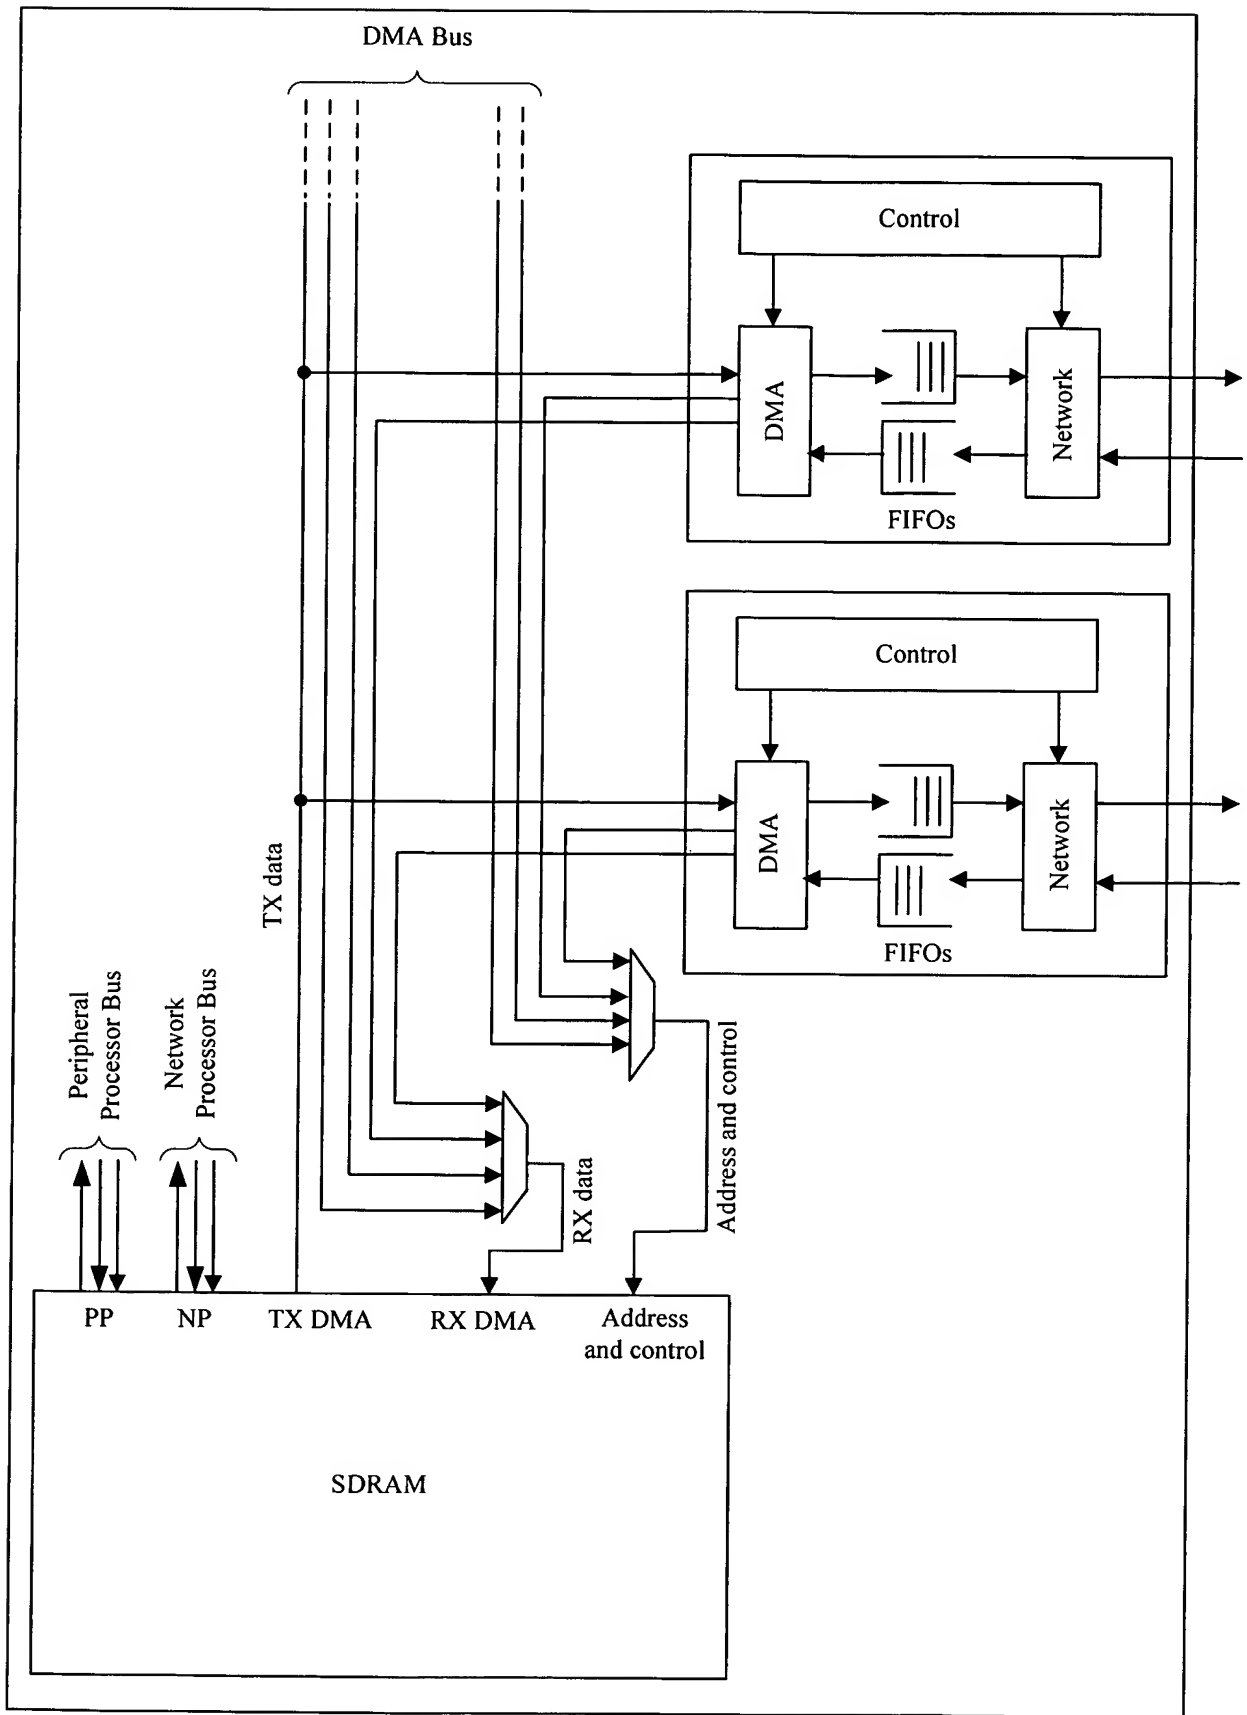 DMA Bus
Control
DMA
Network
FIFOs
Control
DMA
Network
FIFOs
TX data
Peripheral
Processor Bus
Network
Processor Bus
Address and control
RX data
PP
NP
TX DMA
RX DMA
Address
and control
SDRAM